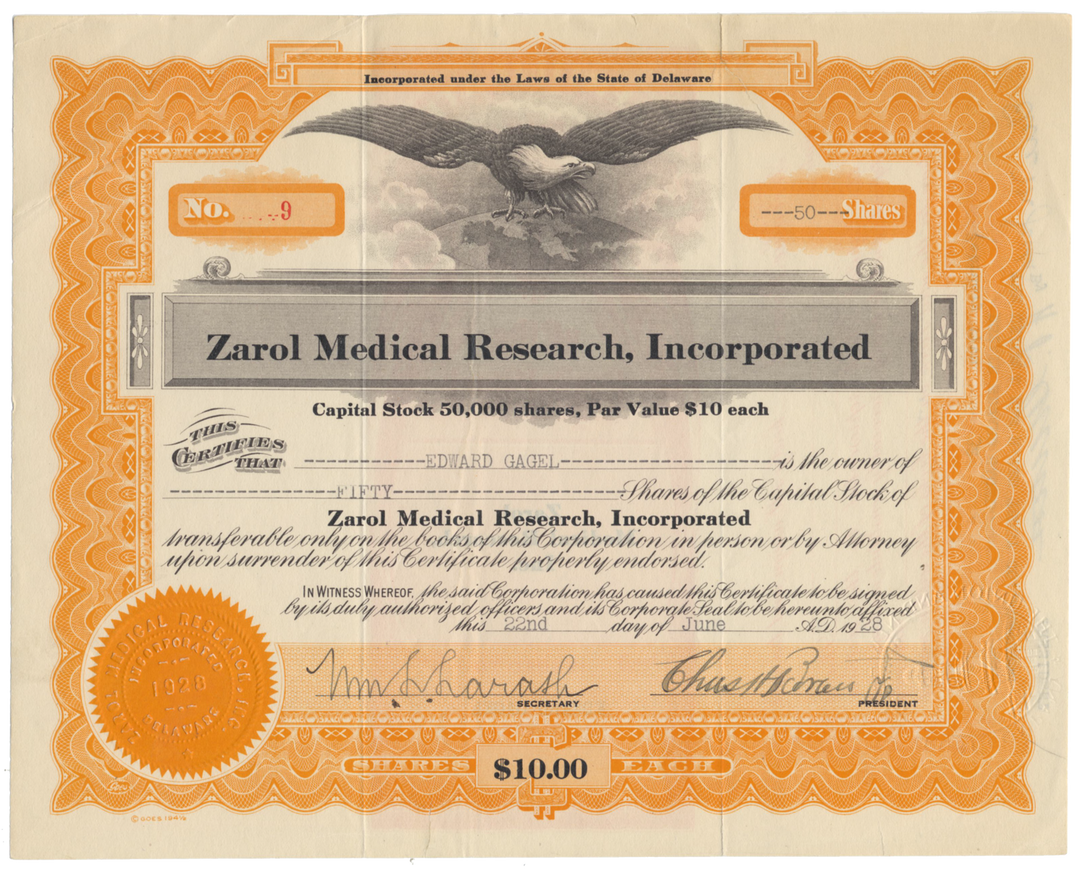 Incorporated under the Laws of the State of Delaware
No. 9
---50--- Shares
Zarol Medical Research, Incorporated
Capital Stock 50,000 shares, Par Value $10 each
THIS CERTIFIES THAT ---EDWARD GAGEL--- is the owner of
---FIFTY--- Shares of the Capital Stock of
Zarol Medical Research, Incorporated
transferable only on the books of this Corporation in person or by Attorney
upon surrender of this Certificate properly endorsed.
IN WITNESS WHEREOF, the said Corporation has caused this Certificate to be signed
by its duly authorized officers and its Corporate Seal to be hereunto affixed
this 22nd day of June A.D. 1928
ZAROL MEDICAL RESEARCH, INC.
INCORPORATED
1928
DELAWARE
SECRETARY
PRESIDENT
SHARES $10.00 EACH
© GOES